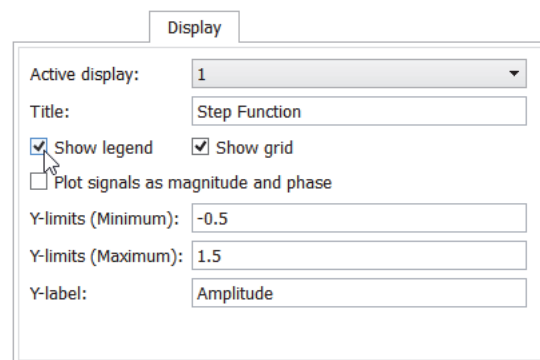 Display
Active display: 1
Title: Step Function
Show legend Show grid
Plot signals as magnitude and phase
Y-limits (Minimum): -0.5
Y-limits (Maximum): 1.5
Y-label: Amplitude